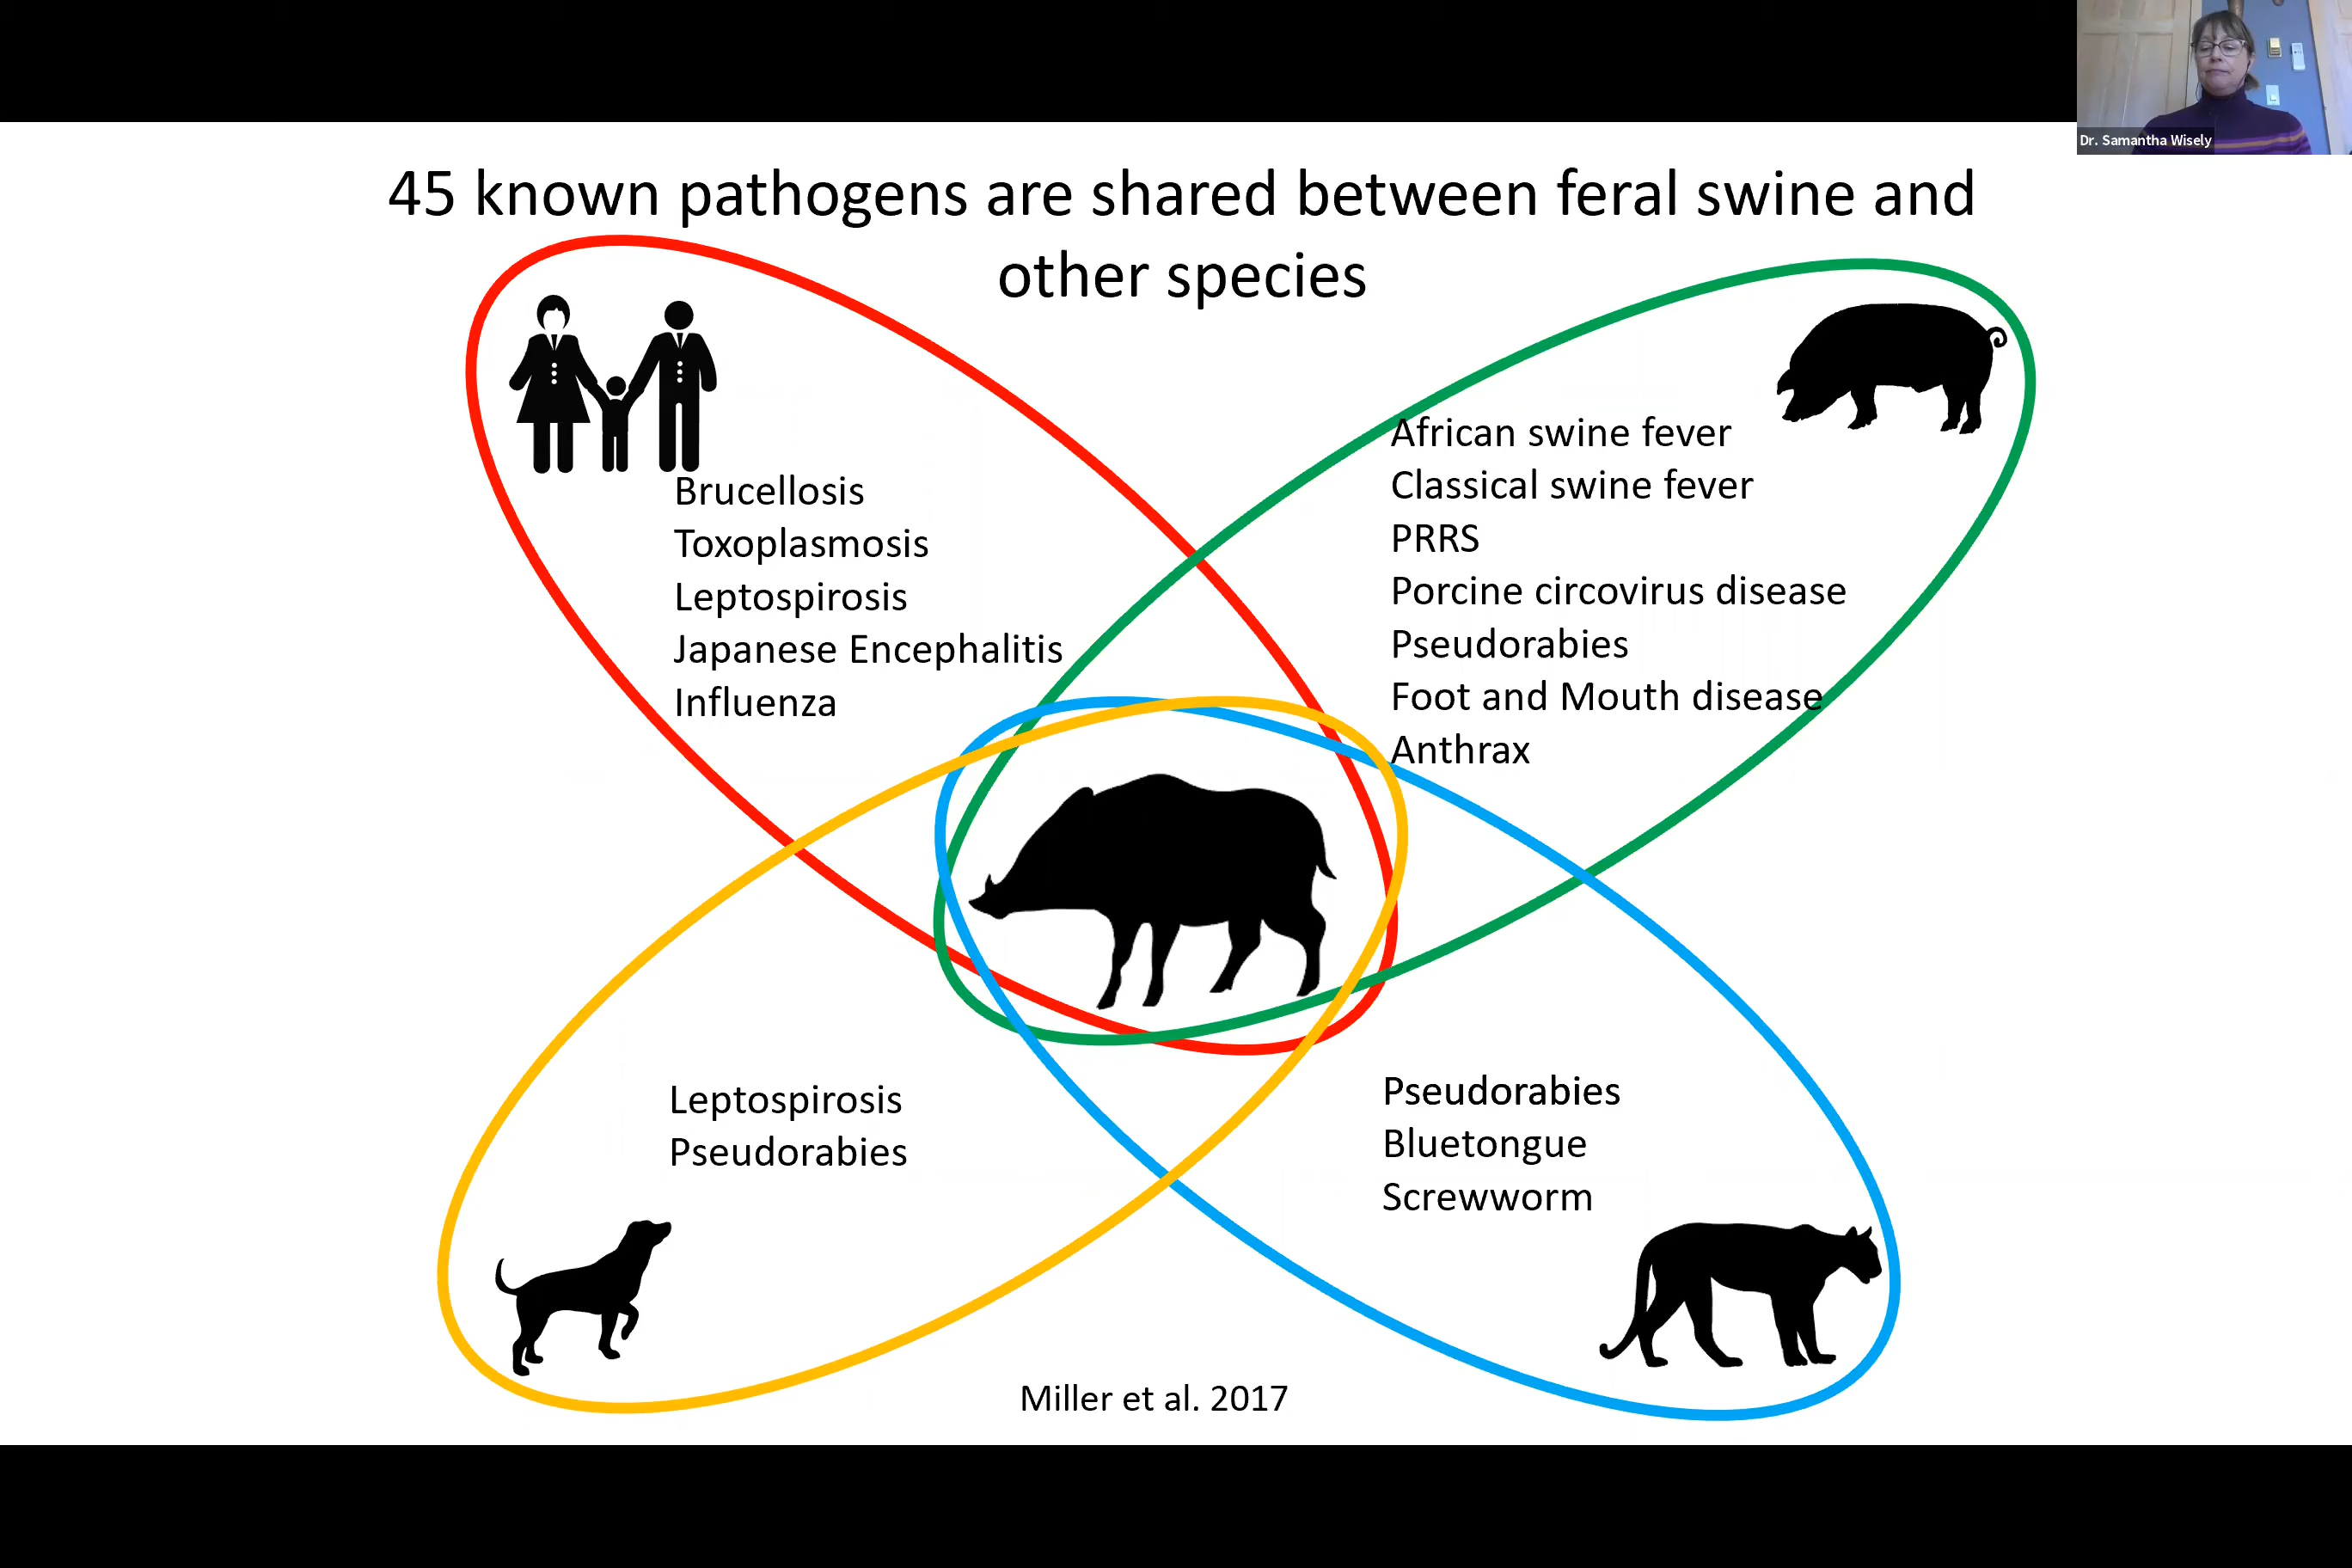 Dr. Samantha Wisely
45 known pathogens are shared between feral swine and
other species
Brucellosis
Toxoplasmosis
Leptospirosis
Japanese Encephalitis
Influenza
African swine fever
Classical swine fever
PRRS
Porcine circovirus disease
Pseudorabies
Foot and Mouth disease
Anthrax
Leptospirosis
Pseudorabies
Pseudorabies
Bluetongue
Screwworm
Miller et al. 2017